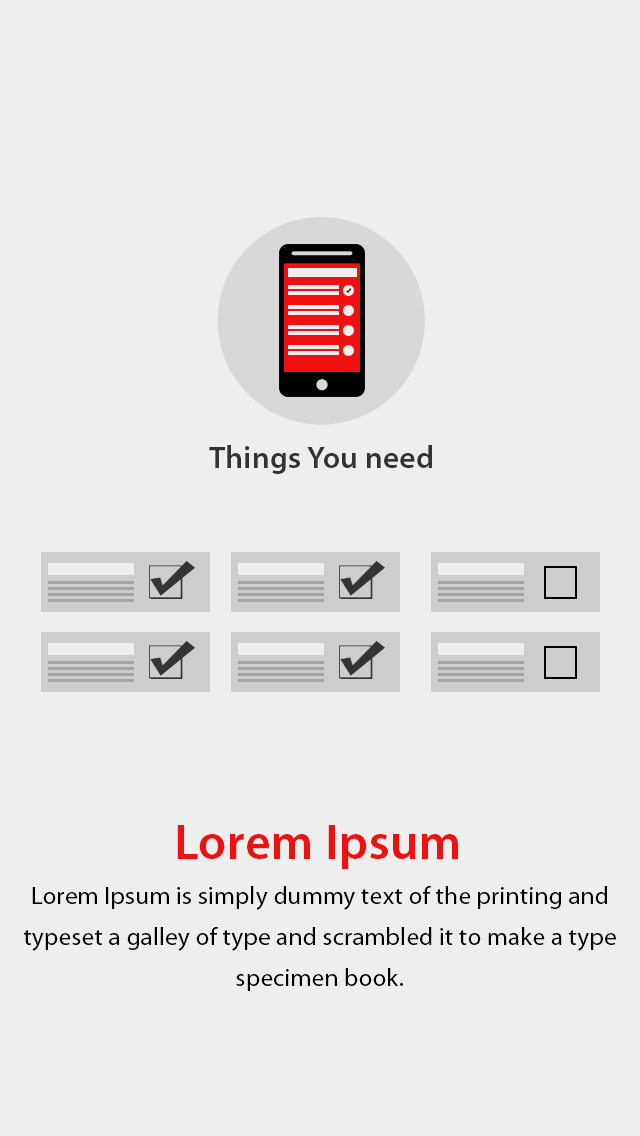 Things You need
Lorem Ipsum
Lorem Ipsum is simply dummy text of the printing and
typeset a galley of type and scrambled it to make a type
specimen book.